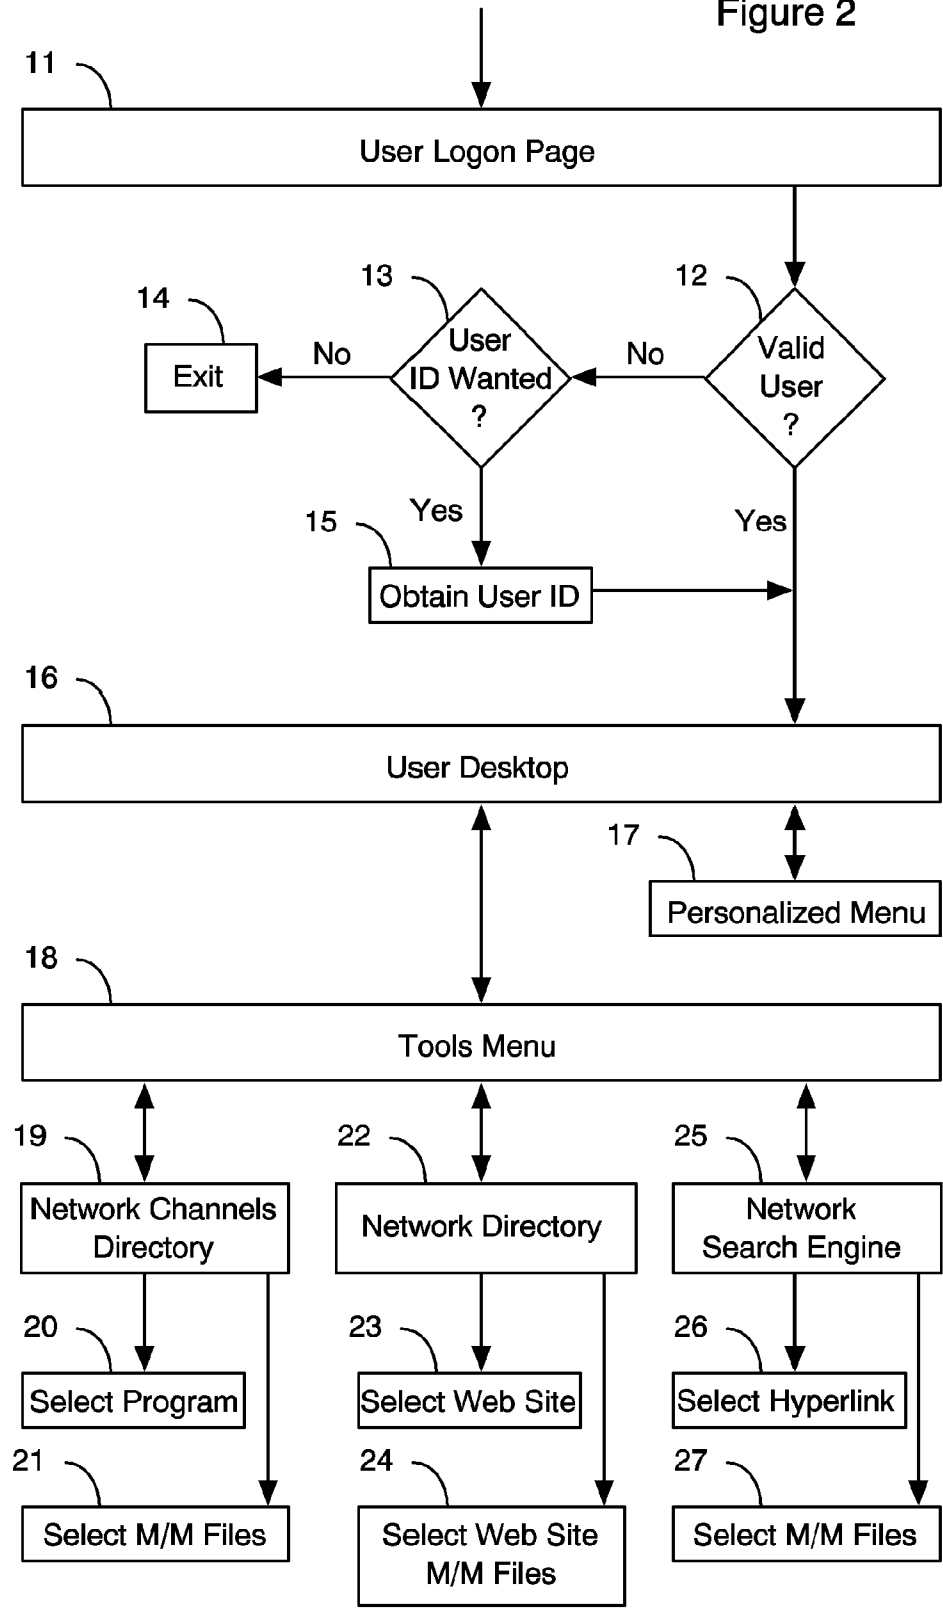 Figure 2
11
User Logon Page
13
12
14
User
ID Wanted
?
Valid
User
?
No
No
Exit
Yes
Yes
15
Obtain User ID
16
User Desktop
17
Personalized Menu
18
Tools Menu
19
22
25
Network Channels
Directory
Network Directory
Network
Search Engine
20
23
26
Select Program
Select Web Site
Select Hyperlink
21
24
27
Select M/M Files
Select Web Site
M/M Files
Select M/M Files